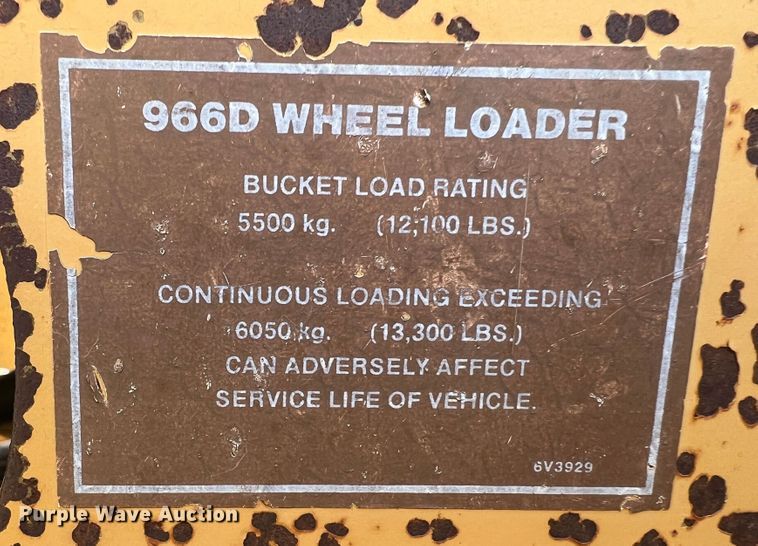 966D WHEEL LOADER
BUCKET LOAD RATING
5500 kg. (12,100 LBS.)
CONTINUOUS LOADING EXCEEDING
6050 kg. (13,300 LBS.)
CAN ADVERSELY AFFECT
SERVICE LIFE OF VEHICLE.
6V3929
Purple Wave Auction